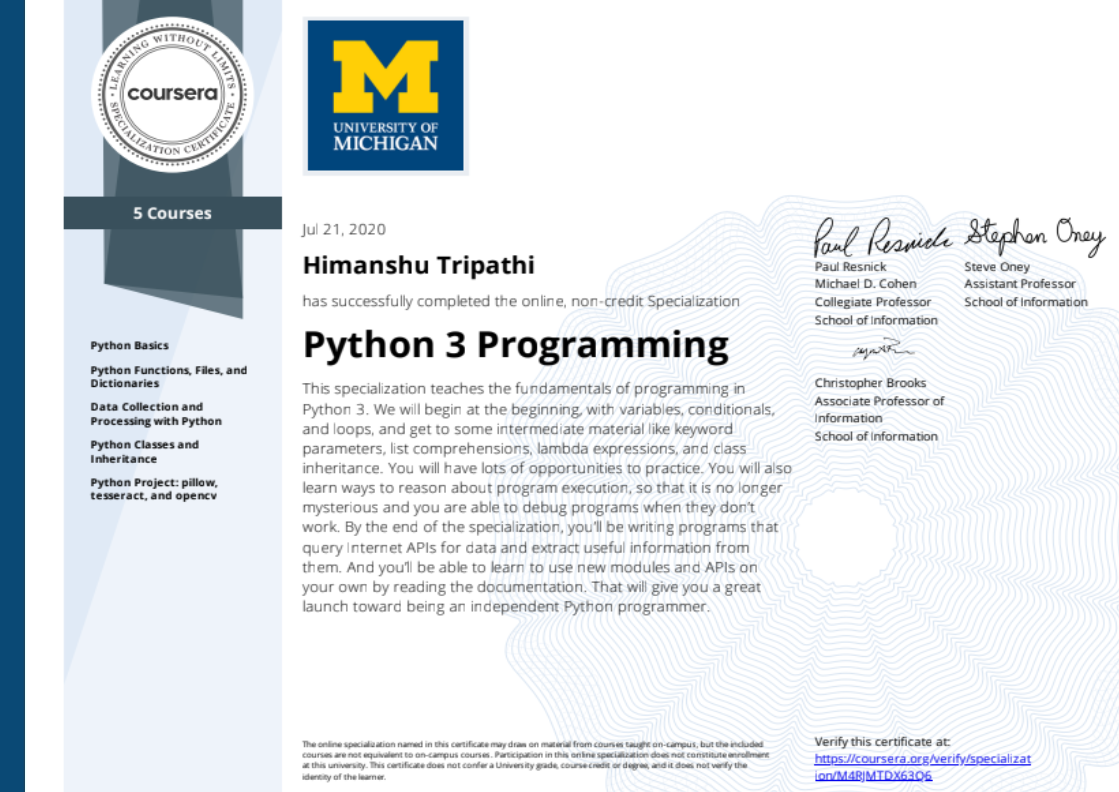 LEARNING WITHOUT LIMITS
coursera
SPECIALIZATION CERTIFICATE
5 Courses
Python Basics
Python Functions, Files, and
Dictionaries
Data Collection and
Processing with Python
Python Classes and
Inheritance
Python Project: pillow,
tesseract, and opencv
M
UNIVERSITY OF
MICHIGAN
Jul 21, 2020
Himanshu Tripathi
has successfully completed the online, non-credit Specialization
Python 3 Programming
This specialization teaches the fundamentals of programming in
Python 3. We will begin at the beginning, with variables, conditionals,
and loops, and get to some intermediate material like keyword
parameters, list comprehensions, lambda expressions, and class
inheritance. You will have lots of opportunities to practice. You will also
learn ways to reason about program execution, so that it is no longer
mysterious and you are able to debug programs when they don't
work. By the end of the specialization, you'll be writing programs that
query Internet APIs for data and extract useful information from
them. And you'll be able to learn to use new modules and APIs on
your own by reading the documentation. That will give you a great
launch toward being an independent Python programmer.
Paul Resnick
Paul Resnick
Michael D. Cohen
Collegiate Professor
School of Information
Stephen Oney
Steve Oney
Assistant Professor
School of Information
Christopher Brooks
Associate Professor of
Information
School of Information
The online specialization named in this certificate may draw on material from courses taught on-campus, but the included
courses are not equivalent to on-campus courses. Participation in this online specialization does not constitute enrollment
at this university. This certificate does not confer a University grade, course credit or degree, and it does not verify the
identity of the learner.
Verify this certificate at:
https://coursera.org/verify/specializat
ion/M4RJMTDX63Q6